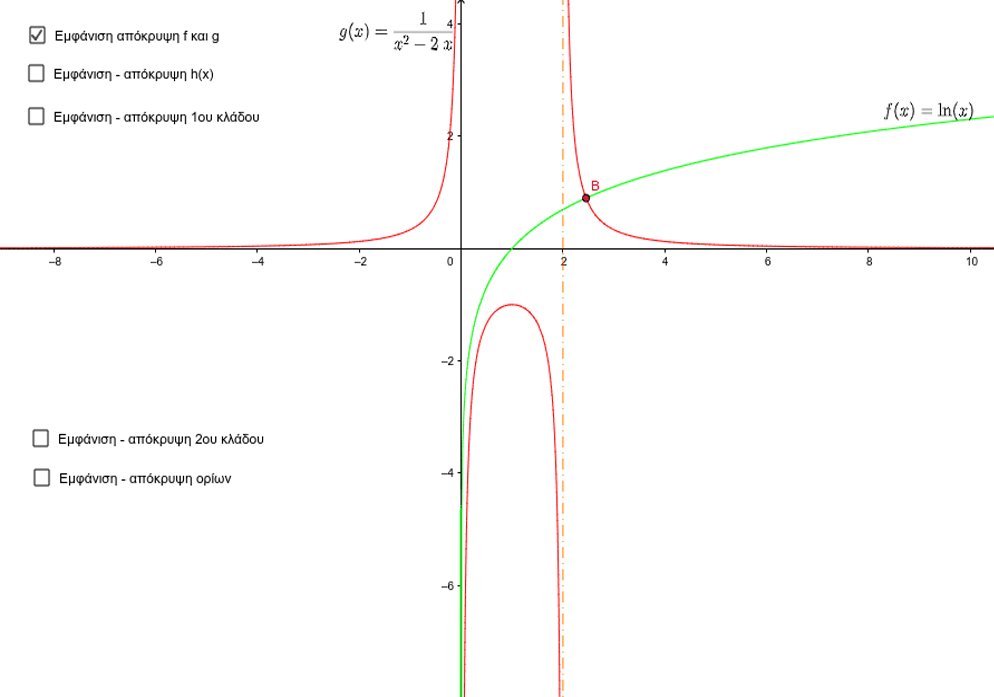 Εμφάνιση απόκρυψη f και g
g(x) = 1 / (x² − 2 x)
4
Εμφάνιση - απόκρυψη h(x)
Εμφάνιση - απόκρυψη 1ου κλάδου
f(x) = ln(x)
2
B
−8 −6 −4 −2 0 2 4 6 8 10
−2
Εμφάνιση - απόκρυψη 2ου κλάδου
−4
Εμφάνιση - απόκρυψη ορίων
−6